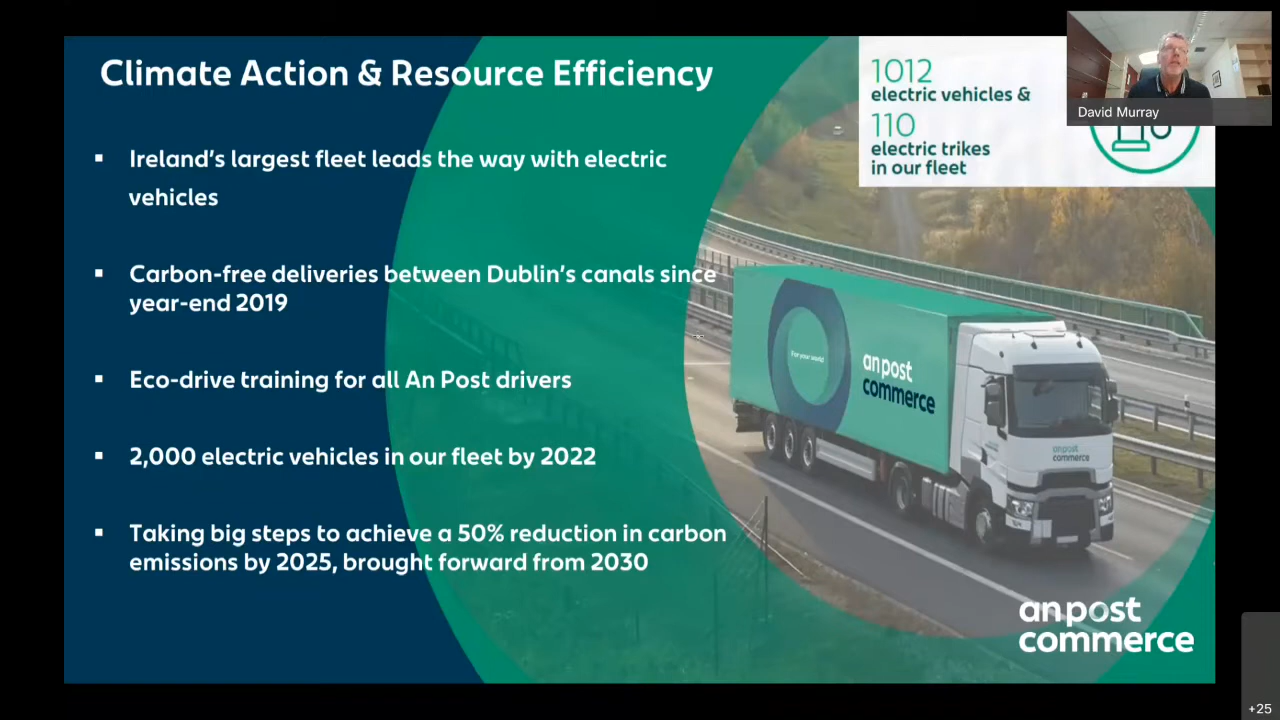 Climate Action & Resource Efficiency
▪ Ireland's largest fleet leads the way with electric
vehicles
▪ Carbon-free deliveries between Dublin's canals since
year-end 2019
▪ Eco-drive training for all An Post drivers
▪ 2,000 electric vehicles in our fleet by 2022
▪ Taking big steps to achieve a 50% reduction in carbon
emissions by 2025, brought forward from 2030
1012
electric vehicles &
110
electric trikes
in our fleet
David Murray
For your world
an post
commerce
an post
commerce
an post
commerce
+25